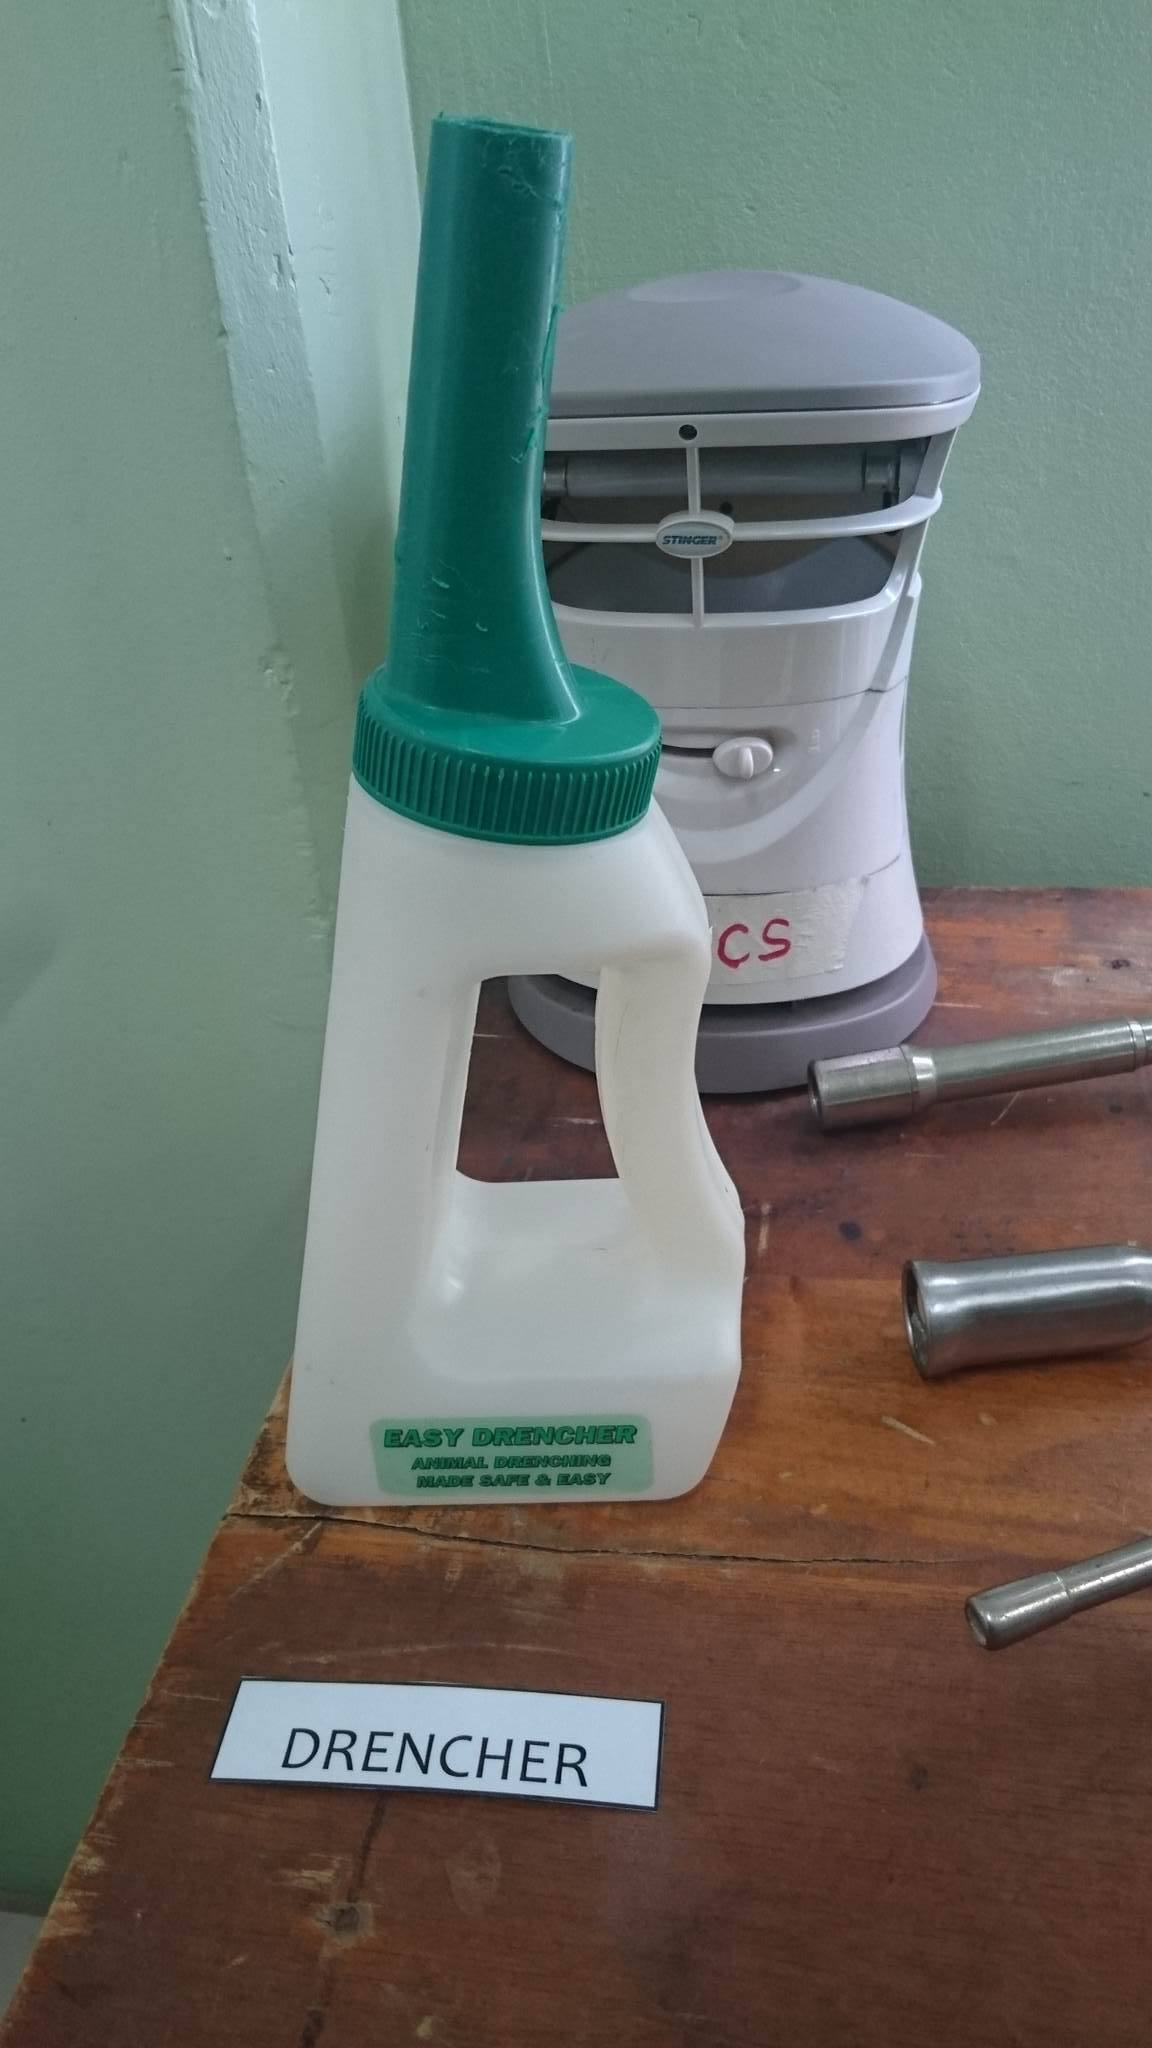 STINGER®
CS
EASY DRENCHER
ANIMAL DRENCHING
MADE SAFE & EASY
DRENCHER